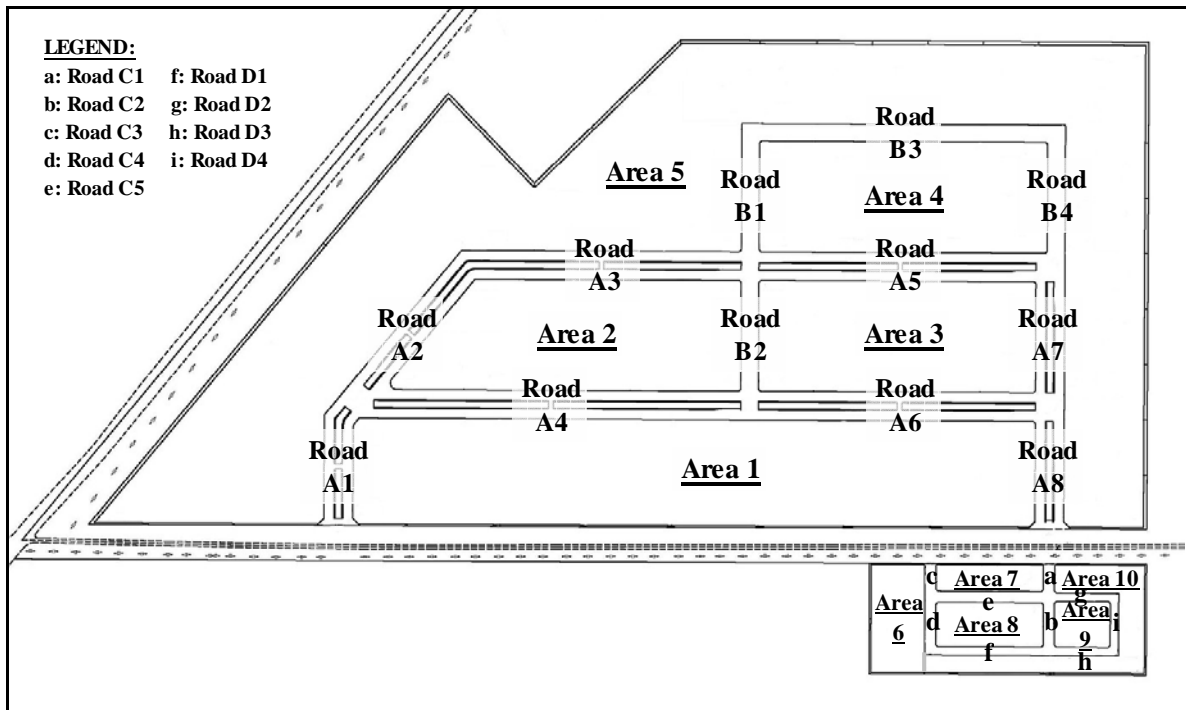 LEGEND:
a: Road C1 f: Road D1
b: Road C2 g: Road D2
c: Road C3 h: Road D3
d: Road C4 i: Road D4
e: Road C5
Road
B3
Area 5
Road
B1
Area 4
Road
B4
Road
A3
Road
A5
Road
A2
Area 2
Road
B2
Area 3
Road
A7
Road
A4
Road
A6
Road
A1
Area 1
Road
A8
c
Area 7
a
Area 10
e
g
Area
6
d
Area 8
b
Area
9
i
f
h